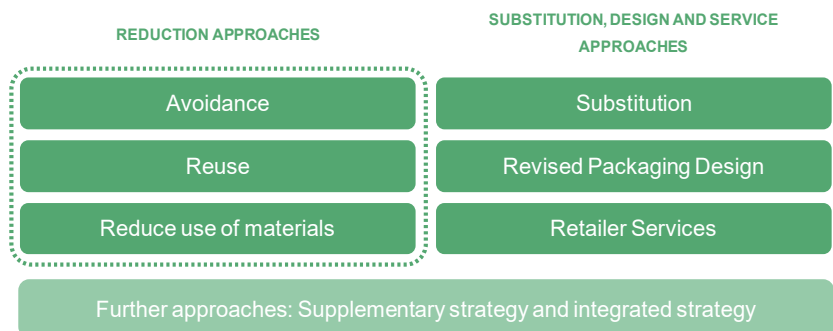 REDUCTION APPROACHES
SUBSTITUTION, DESIGN AND SERVICE
APPROACHES
Avoidance
Substitution
Reuse
Revised Packaging Design
Reduce use of materials
Retailer Services
Further approaches: Supplementary strategy and integrated strategy